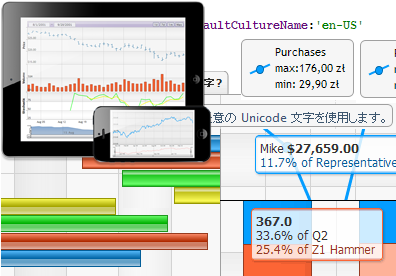 aultCultureName:'en-US'
Purchases
max:176,00 zł
min: 29,90 zł
字?
意の Unicode 文字を使用します。
Mike $27,659.00
11.7% of Representative
367.0
33.6% of Q2
25.4% of Z1 Hammer